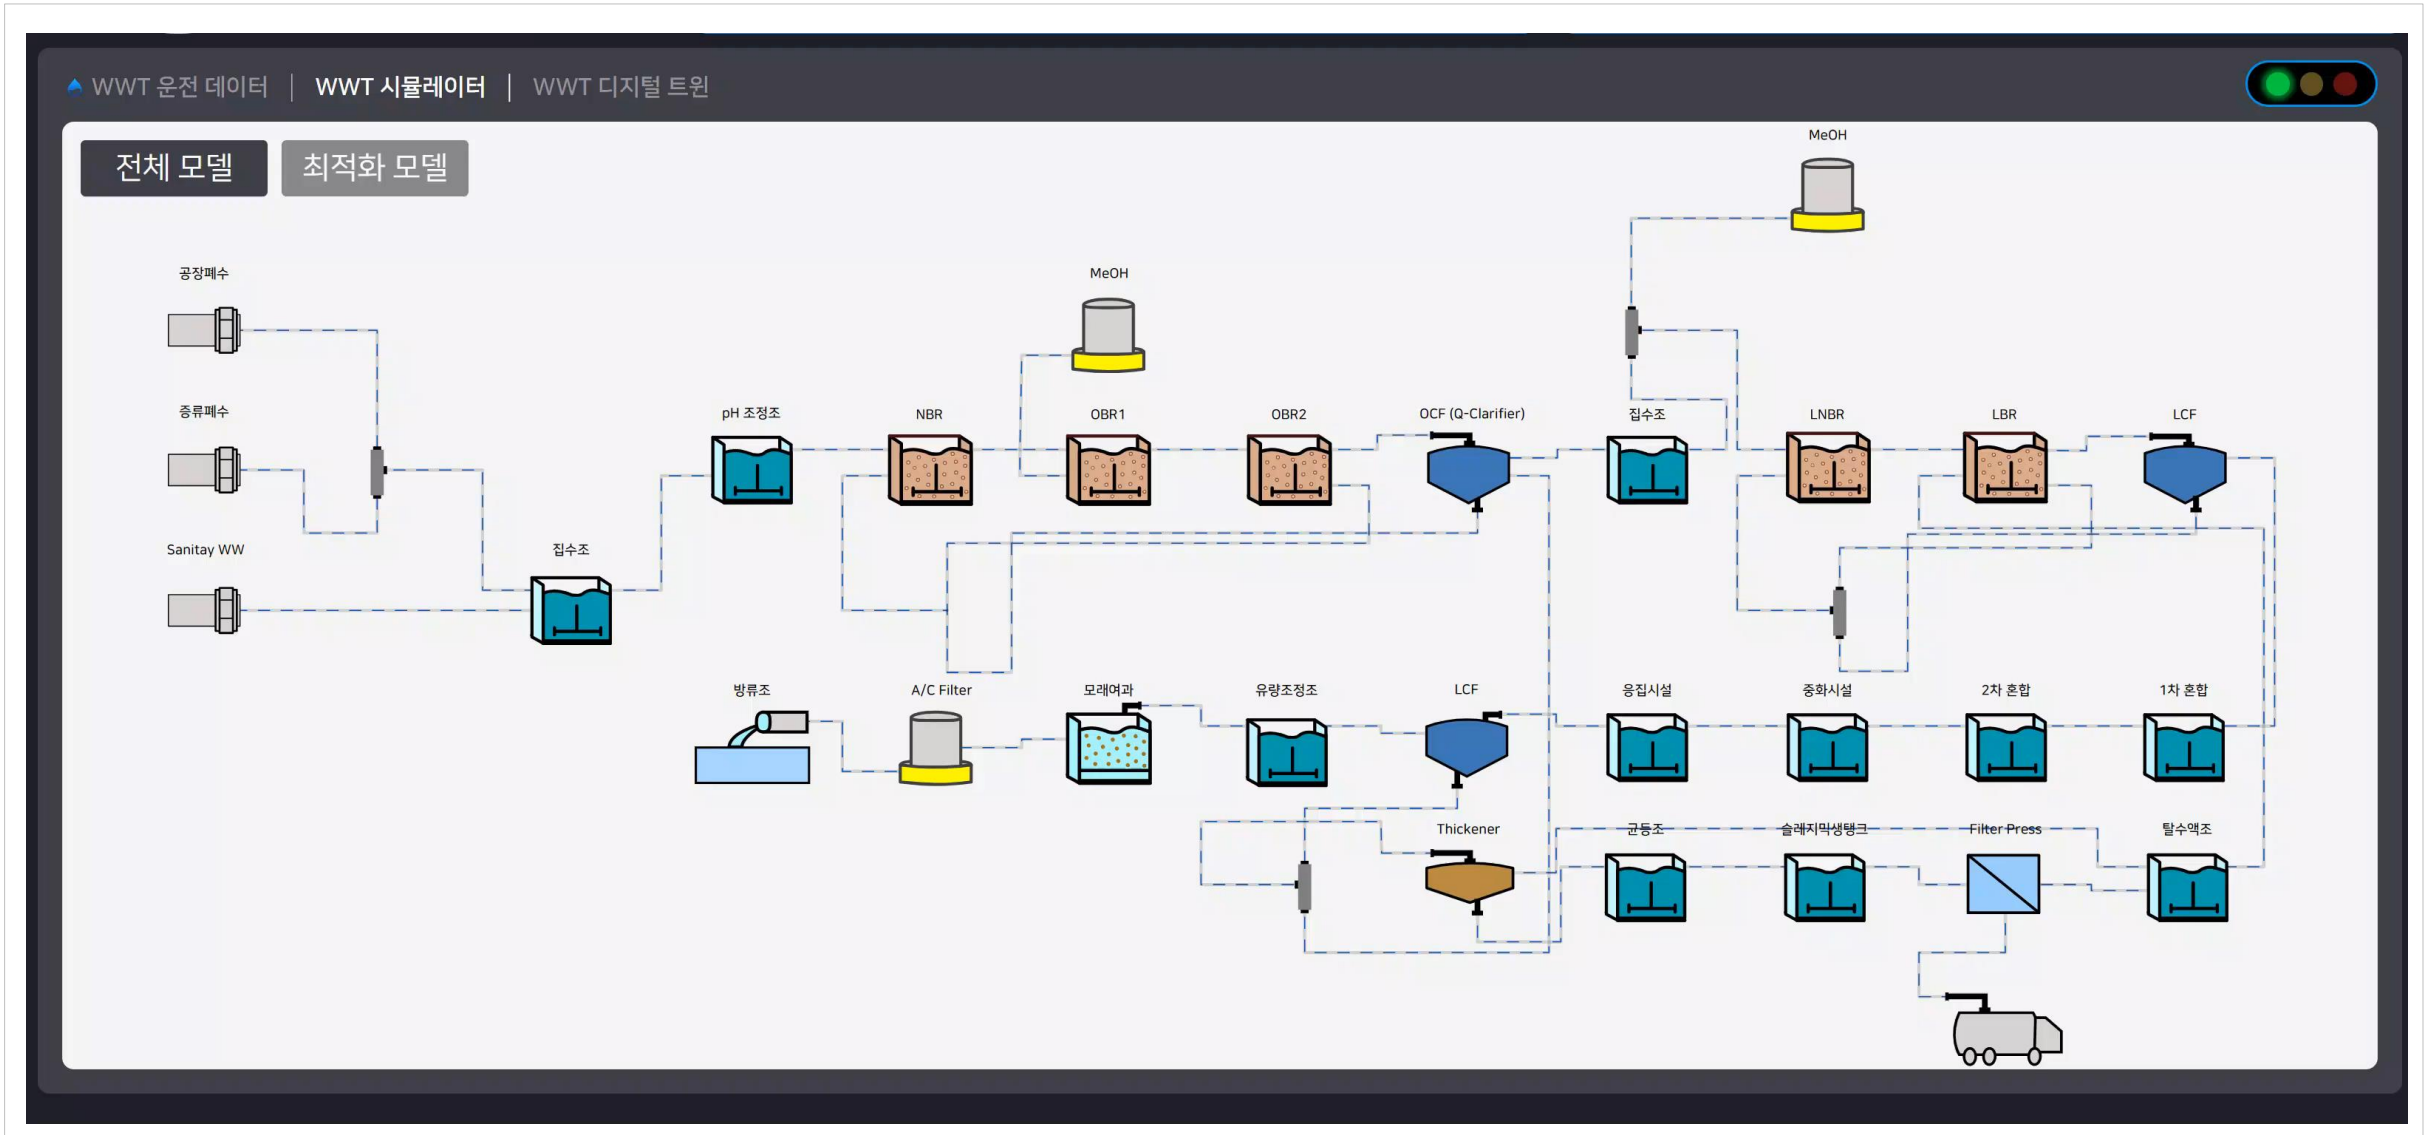 WWT 운전 데이터 | WWT 시뮬레이터 | WWT 디지털 트윈
전체 모델 최적화 모델
MeOH
공장폐수
MeOH
증류폐수
pH 조정조 NBR OBR1 OBR2 OCF (Q-Clarifier) 집수조 LNBR LBR LCF
Sanitay WW 집수조
방류조 A/C Filter 모래여과 유량조정조 LCF 응집시설 중화시설 2차 혼합 1차 혼합
Thickener 균등조 슬레지믹생탱크 Filter Press 탈수액조